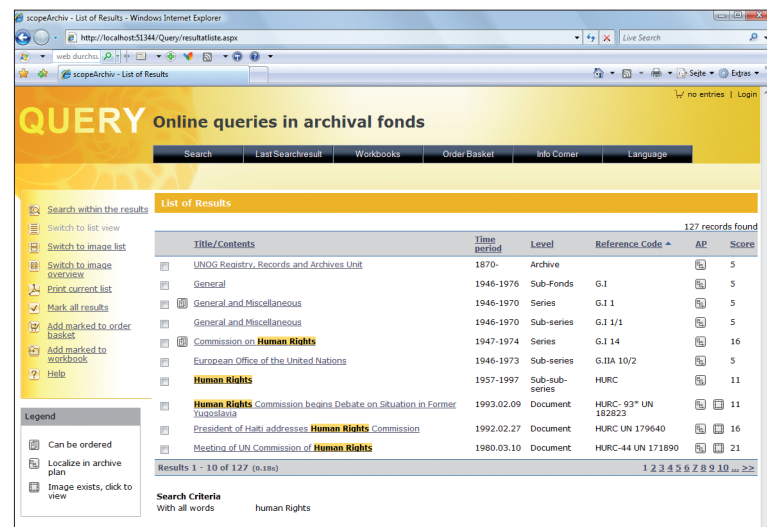 scopeArchiv - List of Results - Windows Internet Explorer
http://localhost:51344/Query/resultatliste.aspx
Live Search
web durchsu
scopeArchiv - List of Results
Seite
Extras
no entries | Login
QUERY Online queries in archival fonds
Search Last Searchresult Workbooks Order Basket Info Corner Language
Search within the results
Switch to list view
Switch to image list
Switch to image
overview
Print current list
Mark all results
Add marked to order
basket
Add marked to
workbook
Help
Legend
Can be ordered
Localize in archive
plan
Image exists, click to
view
List of Results
127 records found
Title/Contents Time period Level Reference Code AP Score
UNOG Registry, Records and Archives Unit 1870- Archive 5
General 1946-1976 Sub-Fonds G.I 5
General and Miscellaneous 1946-1970 Series G.I 1 5
General and Miscellaneous 1946-1970 Sub-series G.I 1/1 5
Commission on Human Rights 1947-1974 Series G.I 14 16
European Office of the United Nations 1946-1973 Sub-series G.IIA 10/2 5
Human Rights 1957-1997 Sub-sub-series HURC 11
Human Rights Commission begins Debate on Situation in Former 1993.02.09 Document HURC- 93* UN 11
Yugoslavia 182823
President of Haiti addresses Human Rights Commission 1992.02.27 Document HURC UN 179640 16
Meeting of UN Commission of Human Rights 1980.03.10 Document HURC-44 UN 171890 21
Results 1 - 10 of 127 (0.18s) 1 2 3 4 5 6 7 8 9 10 ... >>
Search Criteria
With all words human Rights